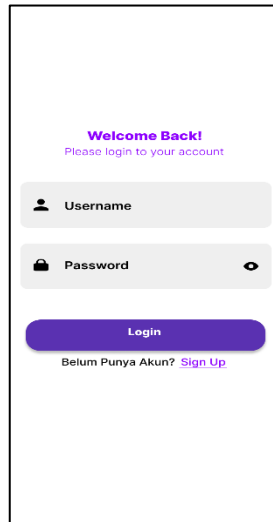 Welcome Back!
Please login to your account
Username
Password
Login
Belum Punya Akun? Sign Up